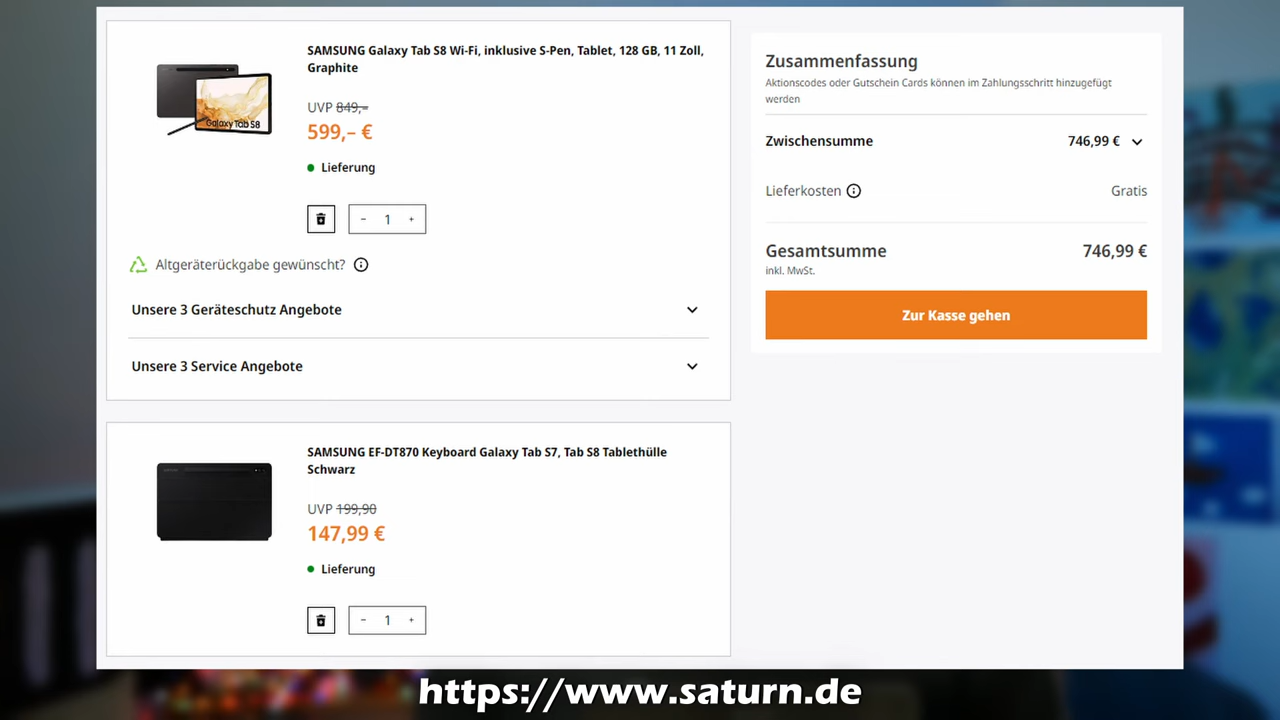 SAMSUNG Galaxy Tab S8 Wi-Fi, inklusive S-Pen, Tablet, 128 GB, 11 Zoll,
Graphite
Galaxy Tab S8
UVP 849,–
599,– €
Lieferung
- 1 +
Altgeräterückgabe gewünscht?
Unsere 3 Geräteschutz Angebote
Unsere 3 Service Angebote
SAMSUNG EF-DT870 Keyboard Galaxy Tab S7, Tab S8 Tablethülle
Schwarz
UVP 199,90
147,99 €
Lieferung
- 1 +
Zusammenfassung
Aktionscodes oder Gutschein Cards können im Zahlungsschritt hinzugefügt
werden
Zwischensumme 746,99 €
Lieferkosten Gratis
Gesamtsumme 746,99 €
inkl. MwSt.
Zur Kasse gehen
https://www.saturn.de